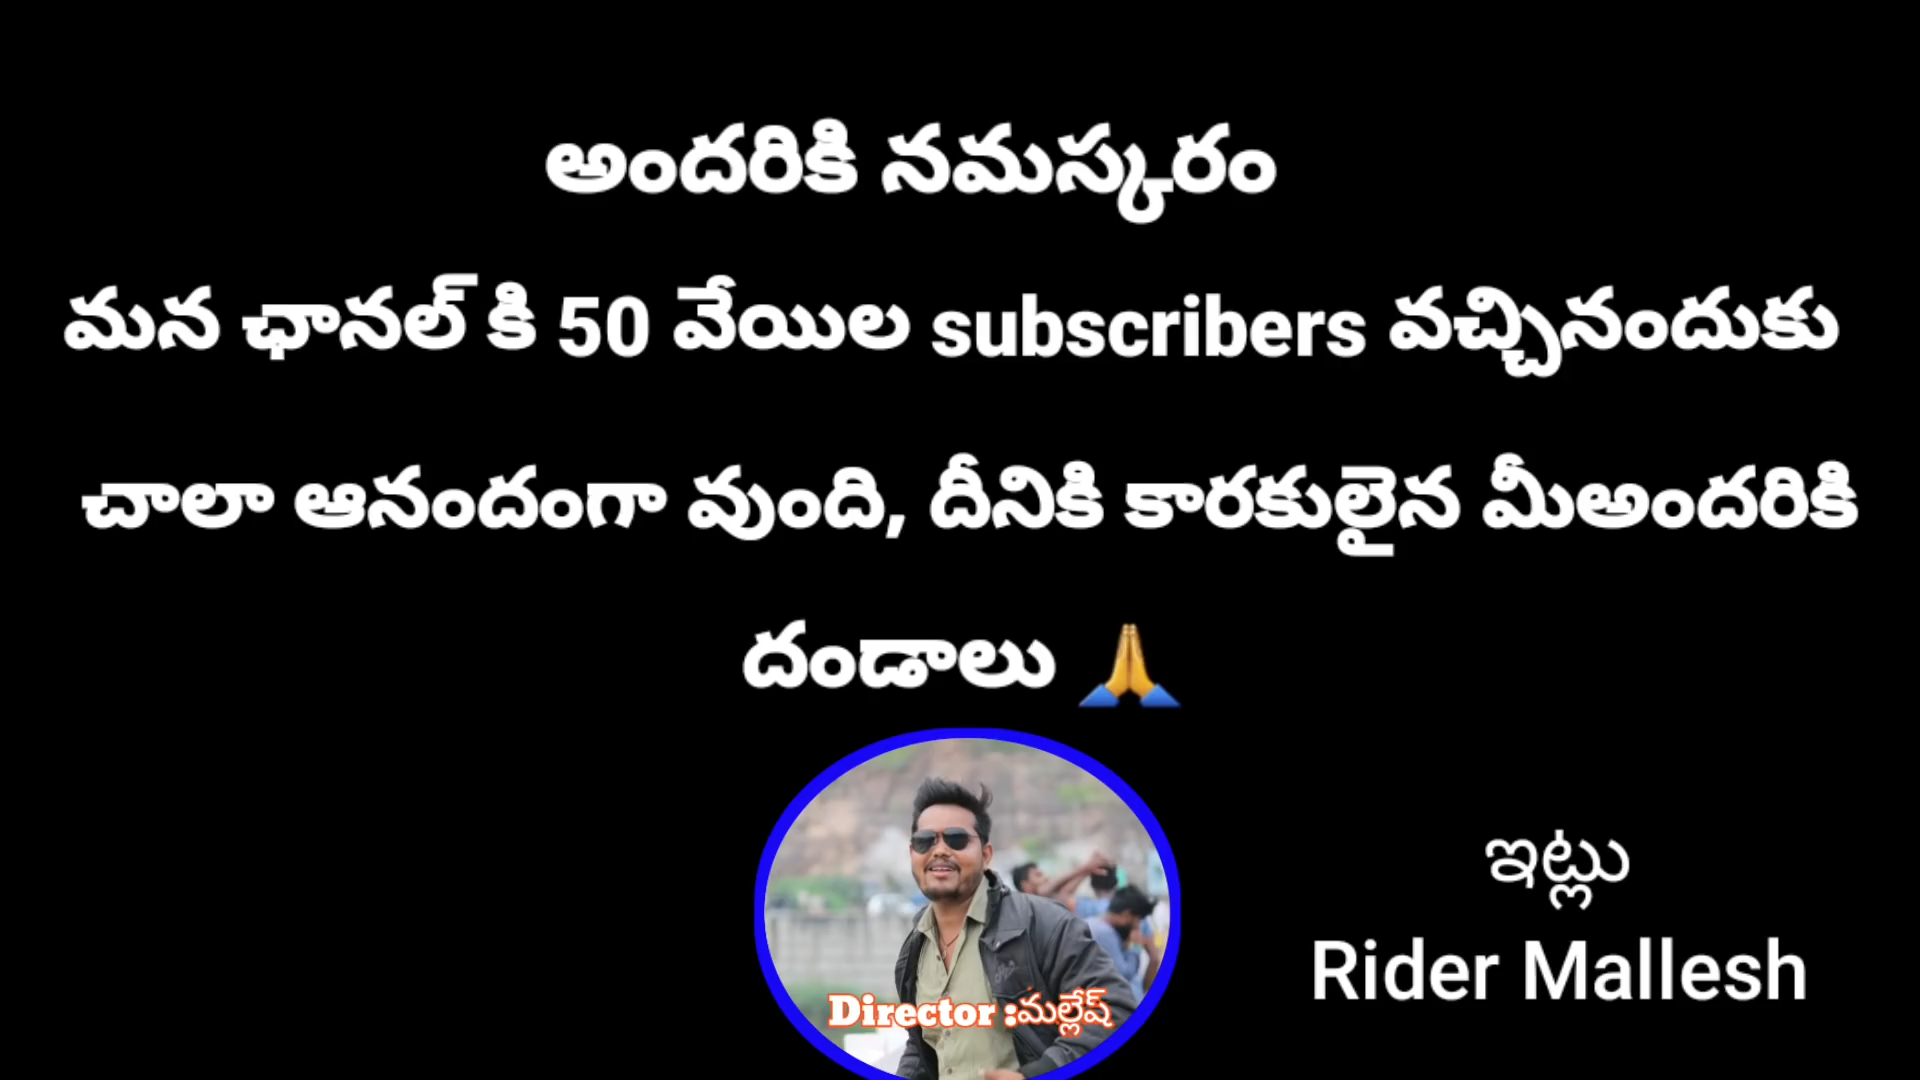 అందరికి నమస్కరం
మన ఛానల్ కి 50 వేయిల subscribers వచ్చినందుకు
చాలా ఆనందంగా వుంది, దీనికి కారకులైన మీఅందరికి
దండాలు 🙏
Director :మల్లేష్
ఇట్లు
Rider Mallesh